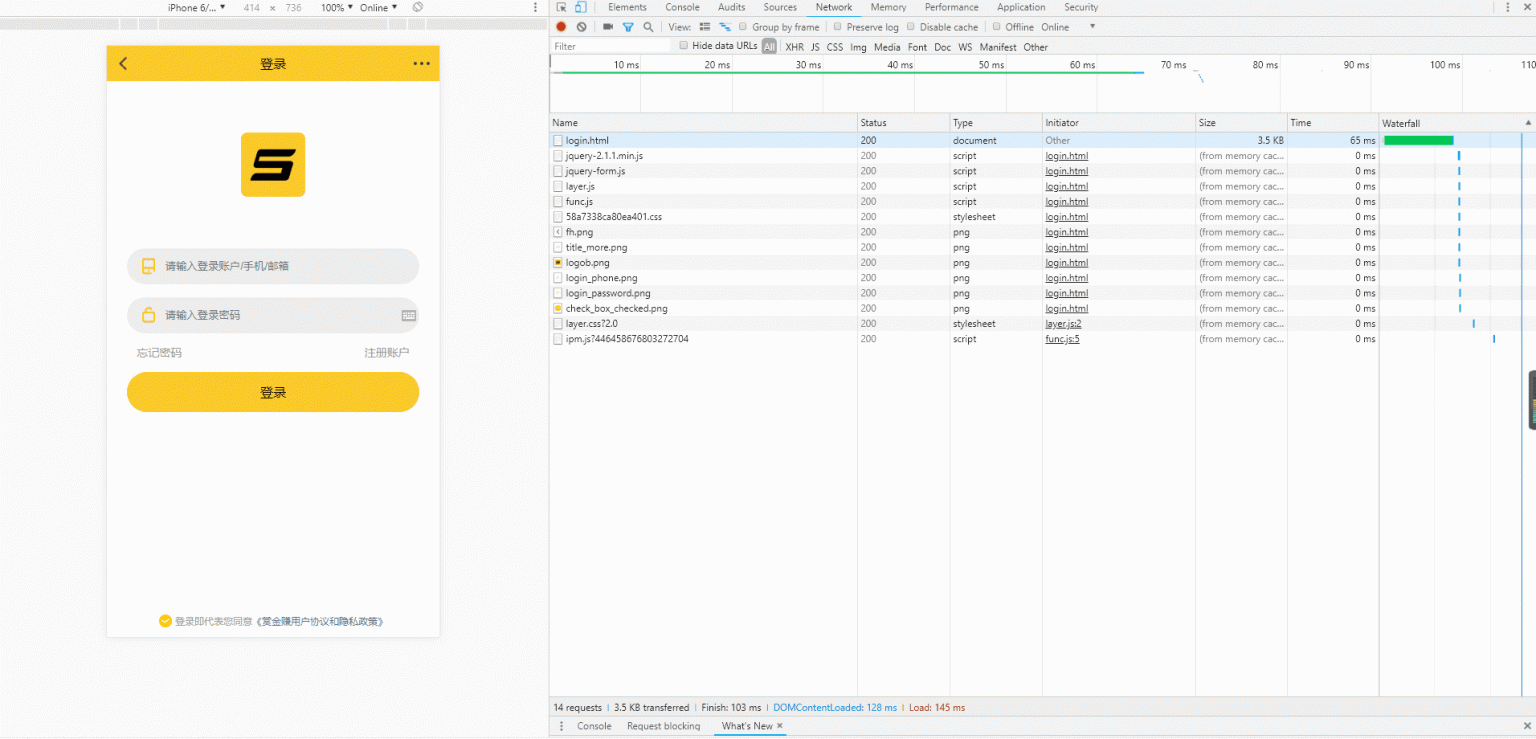 iPhone 6/... ▼ 414 × 736 100% ▼ Online ▼
登录
请输入登录账户/手机/邮箱
请输入登录密码
忘记密码 注册账户
登录
登录即代表您同意《赏金赚用户协议和隐私政策》
Elements Console Audits Sources Network Memory Performance Application Security
View: Group by frame Preserve log Disable cache Offline Online ▼
Filter Hide data URLs All XHR JS CSS Img Media Font Doc WS Manifest Other
10 ms 20 ms 30 ms 40 ms 50 ms 60 ms 70 ms 80 ms 90 ms 100 ms 110
Name Status Type Initiator Size Time Waterfall
login.html 200 document Other 3.5 KB 65 ms
jquery-2.1.1.min.js 200 script login.html (from memory cac... 0 ms
jquery-form.js 200 script login.html (from memory cac... 0 ms
layer.js 200 script login.html (from memory cac... 0 ms
func.js 200 script login.html (from memory cac... 0 ms
58a7338ca80ea401.css 200 stylesheet login.html (from memory cac... 0 ms
fh.png 200 png login.html (from memory cac... 0 ms
title_more.png 200 png login.html (from memory cac... 0 ms
logob.png 200 png login.html (from memory cac... 0 ms
login_phone.png 200 png login.html (from memory cac... 0 ms
login_password.png 200 png login.html (from memory cac... 0 ms
check_box_checked.png 200 png login.html (from memory cac... 0 ms
layer.css?2.0 200 stylesheet layer.js:2 (from memory cac... 0 ms
ipm.js?446458676803272704 200 script func.js:5 (from memory cac... 0 ms
14 requests | 3.5 KB transferred | Finish: 103 ms | DOMContentLoaded: 128 ms | Load: 145 ms
Console Request blocking What's New ×